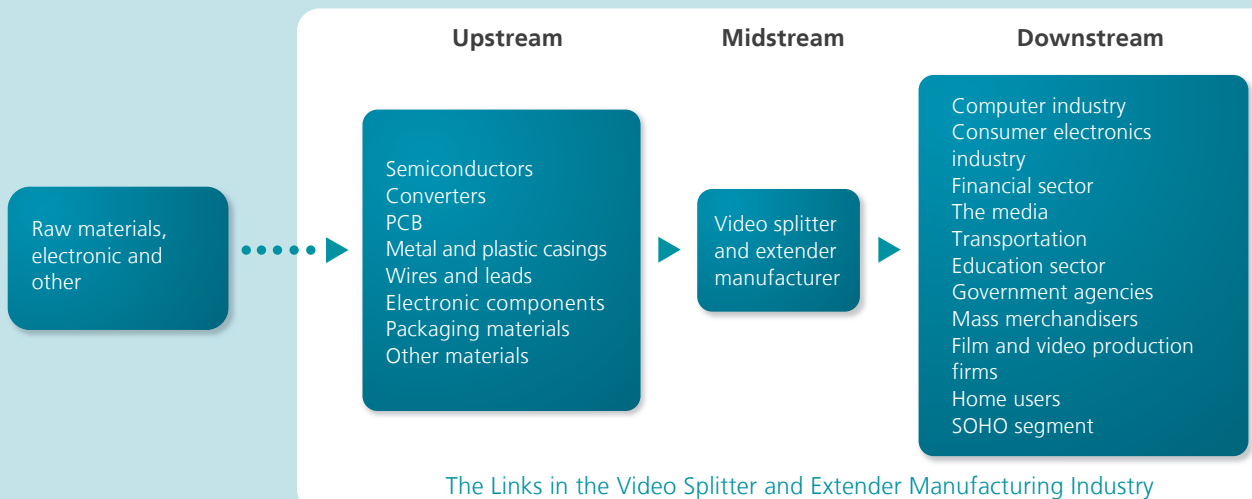 Upstream
Midstream
Downstream
Raw materials,
electronic and
other
Semiconductors
Converters
PCB
Metal and plastic casings
Wires and leads
Electronic components
Packaging materials
Other materials
Video splitter
and extender
manufacturer
Computer industry
Consumer electronics
industry
Financial sector
The media
Transportation
Education sector
Government agencies
Mass merchandisers
Film and video production
firms
Home users
SOHO segment
The Links in the Video Splitter and Extender Manufacturing Industry